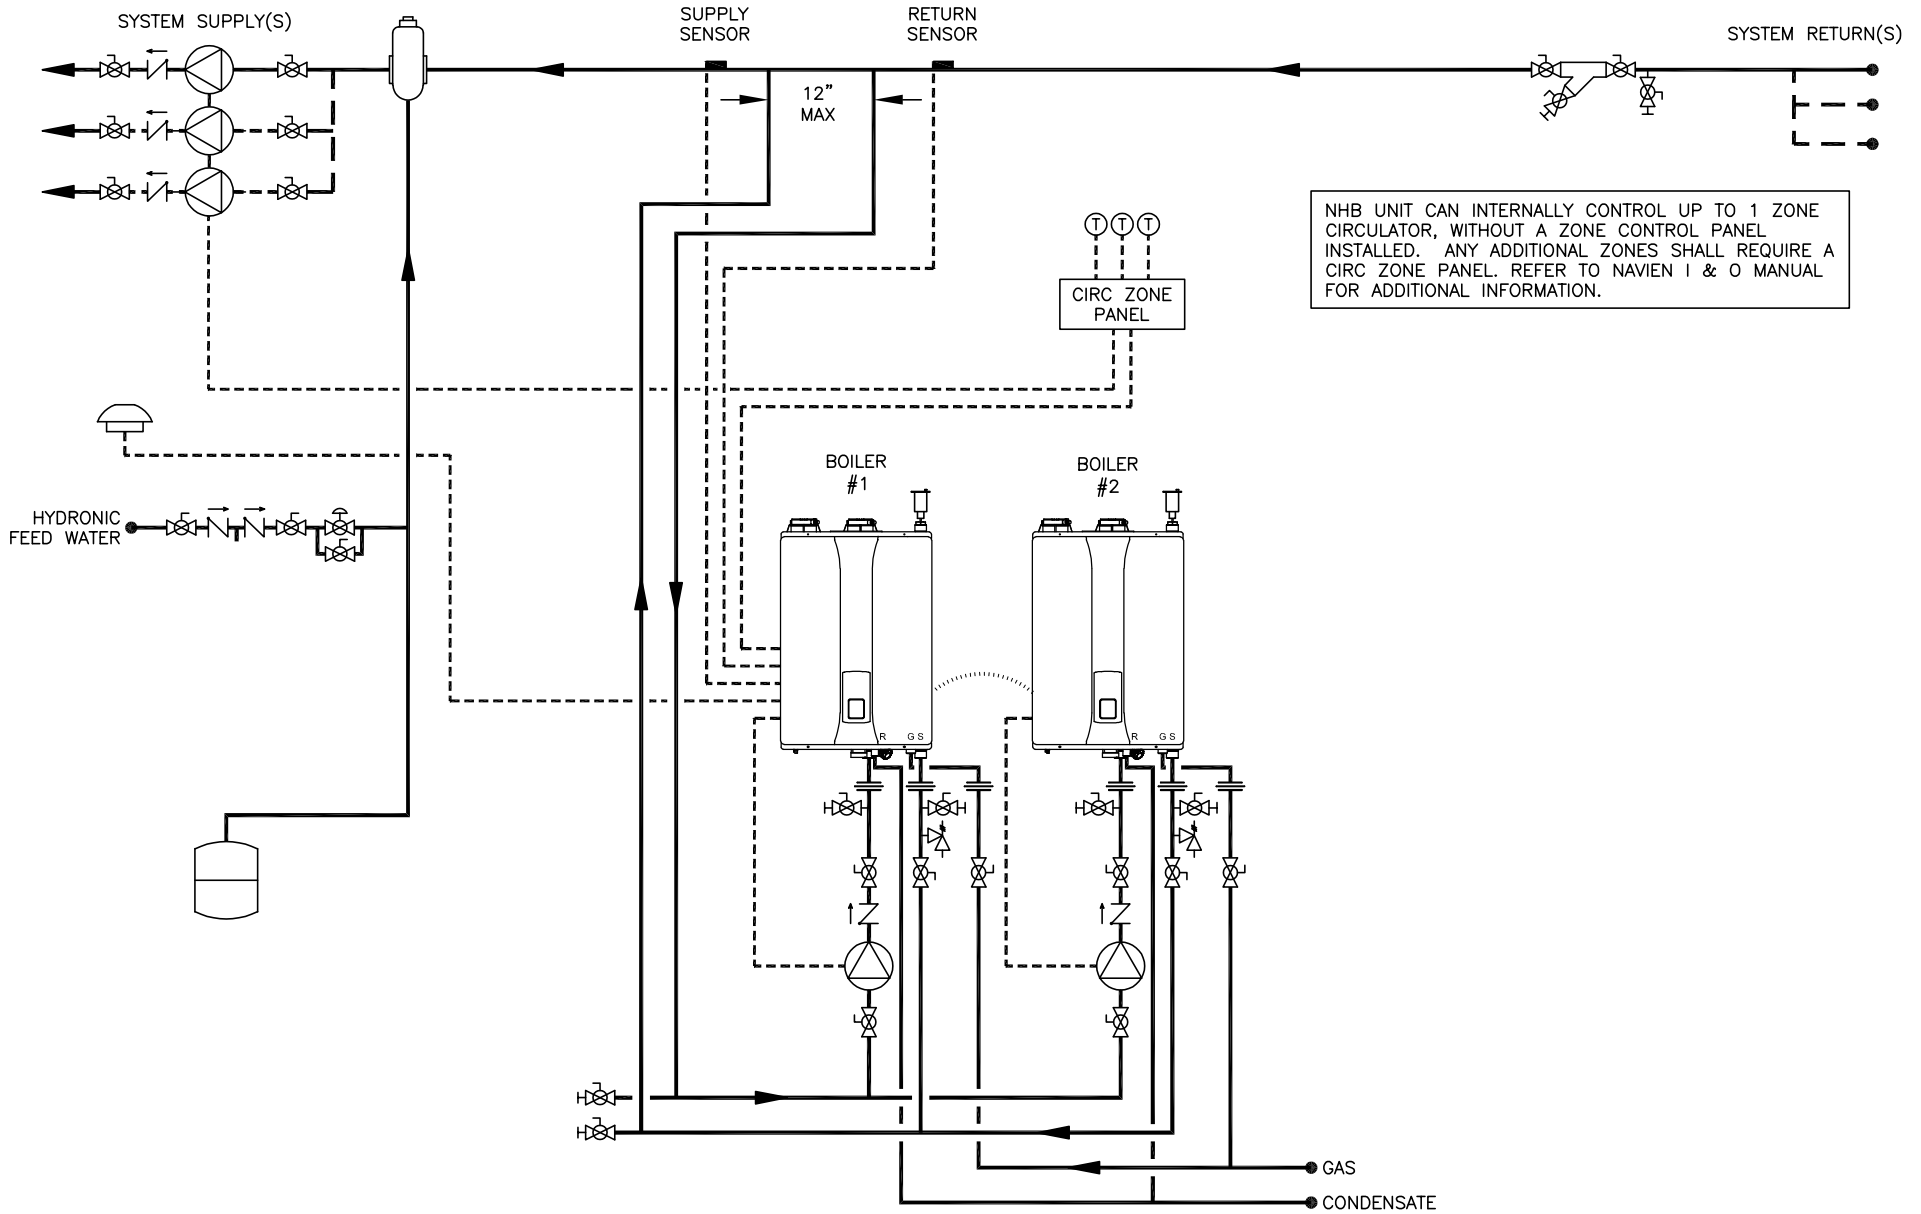 SYSTEM SUPPLY(S)
SUPPLY
SENSOR
RETURN
SENSOR
SYSTEM RETURN(S)
12”
MAX
T T T
CIRC ZONE
PANEL
NHB UNIT CAN INTERNALLY CONTROL UP TO 1 ZONE
CIRCULATOR, WITHOUT A ZONE CONTROL PANEL
INSTALLED. ANY ADDITIONAL ZONES SHALL REQUIRE A
CIRC ZONE PANEL. REFER TO NAVIEN I & O MANUAL
FOR ADDITIONAL INFORMATION.
BOILER
#1
BOILER
#2
HYDRONIC
FEED WATER
R G S
R G S
GAS
CONDENSATE